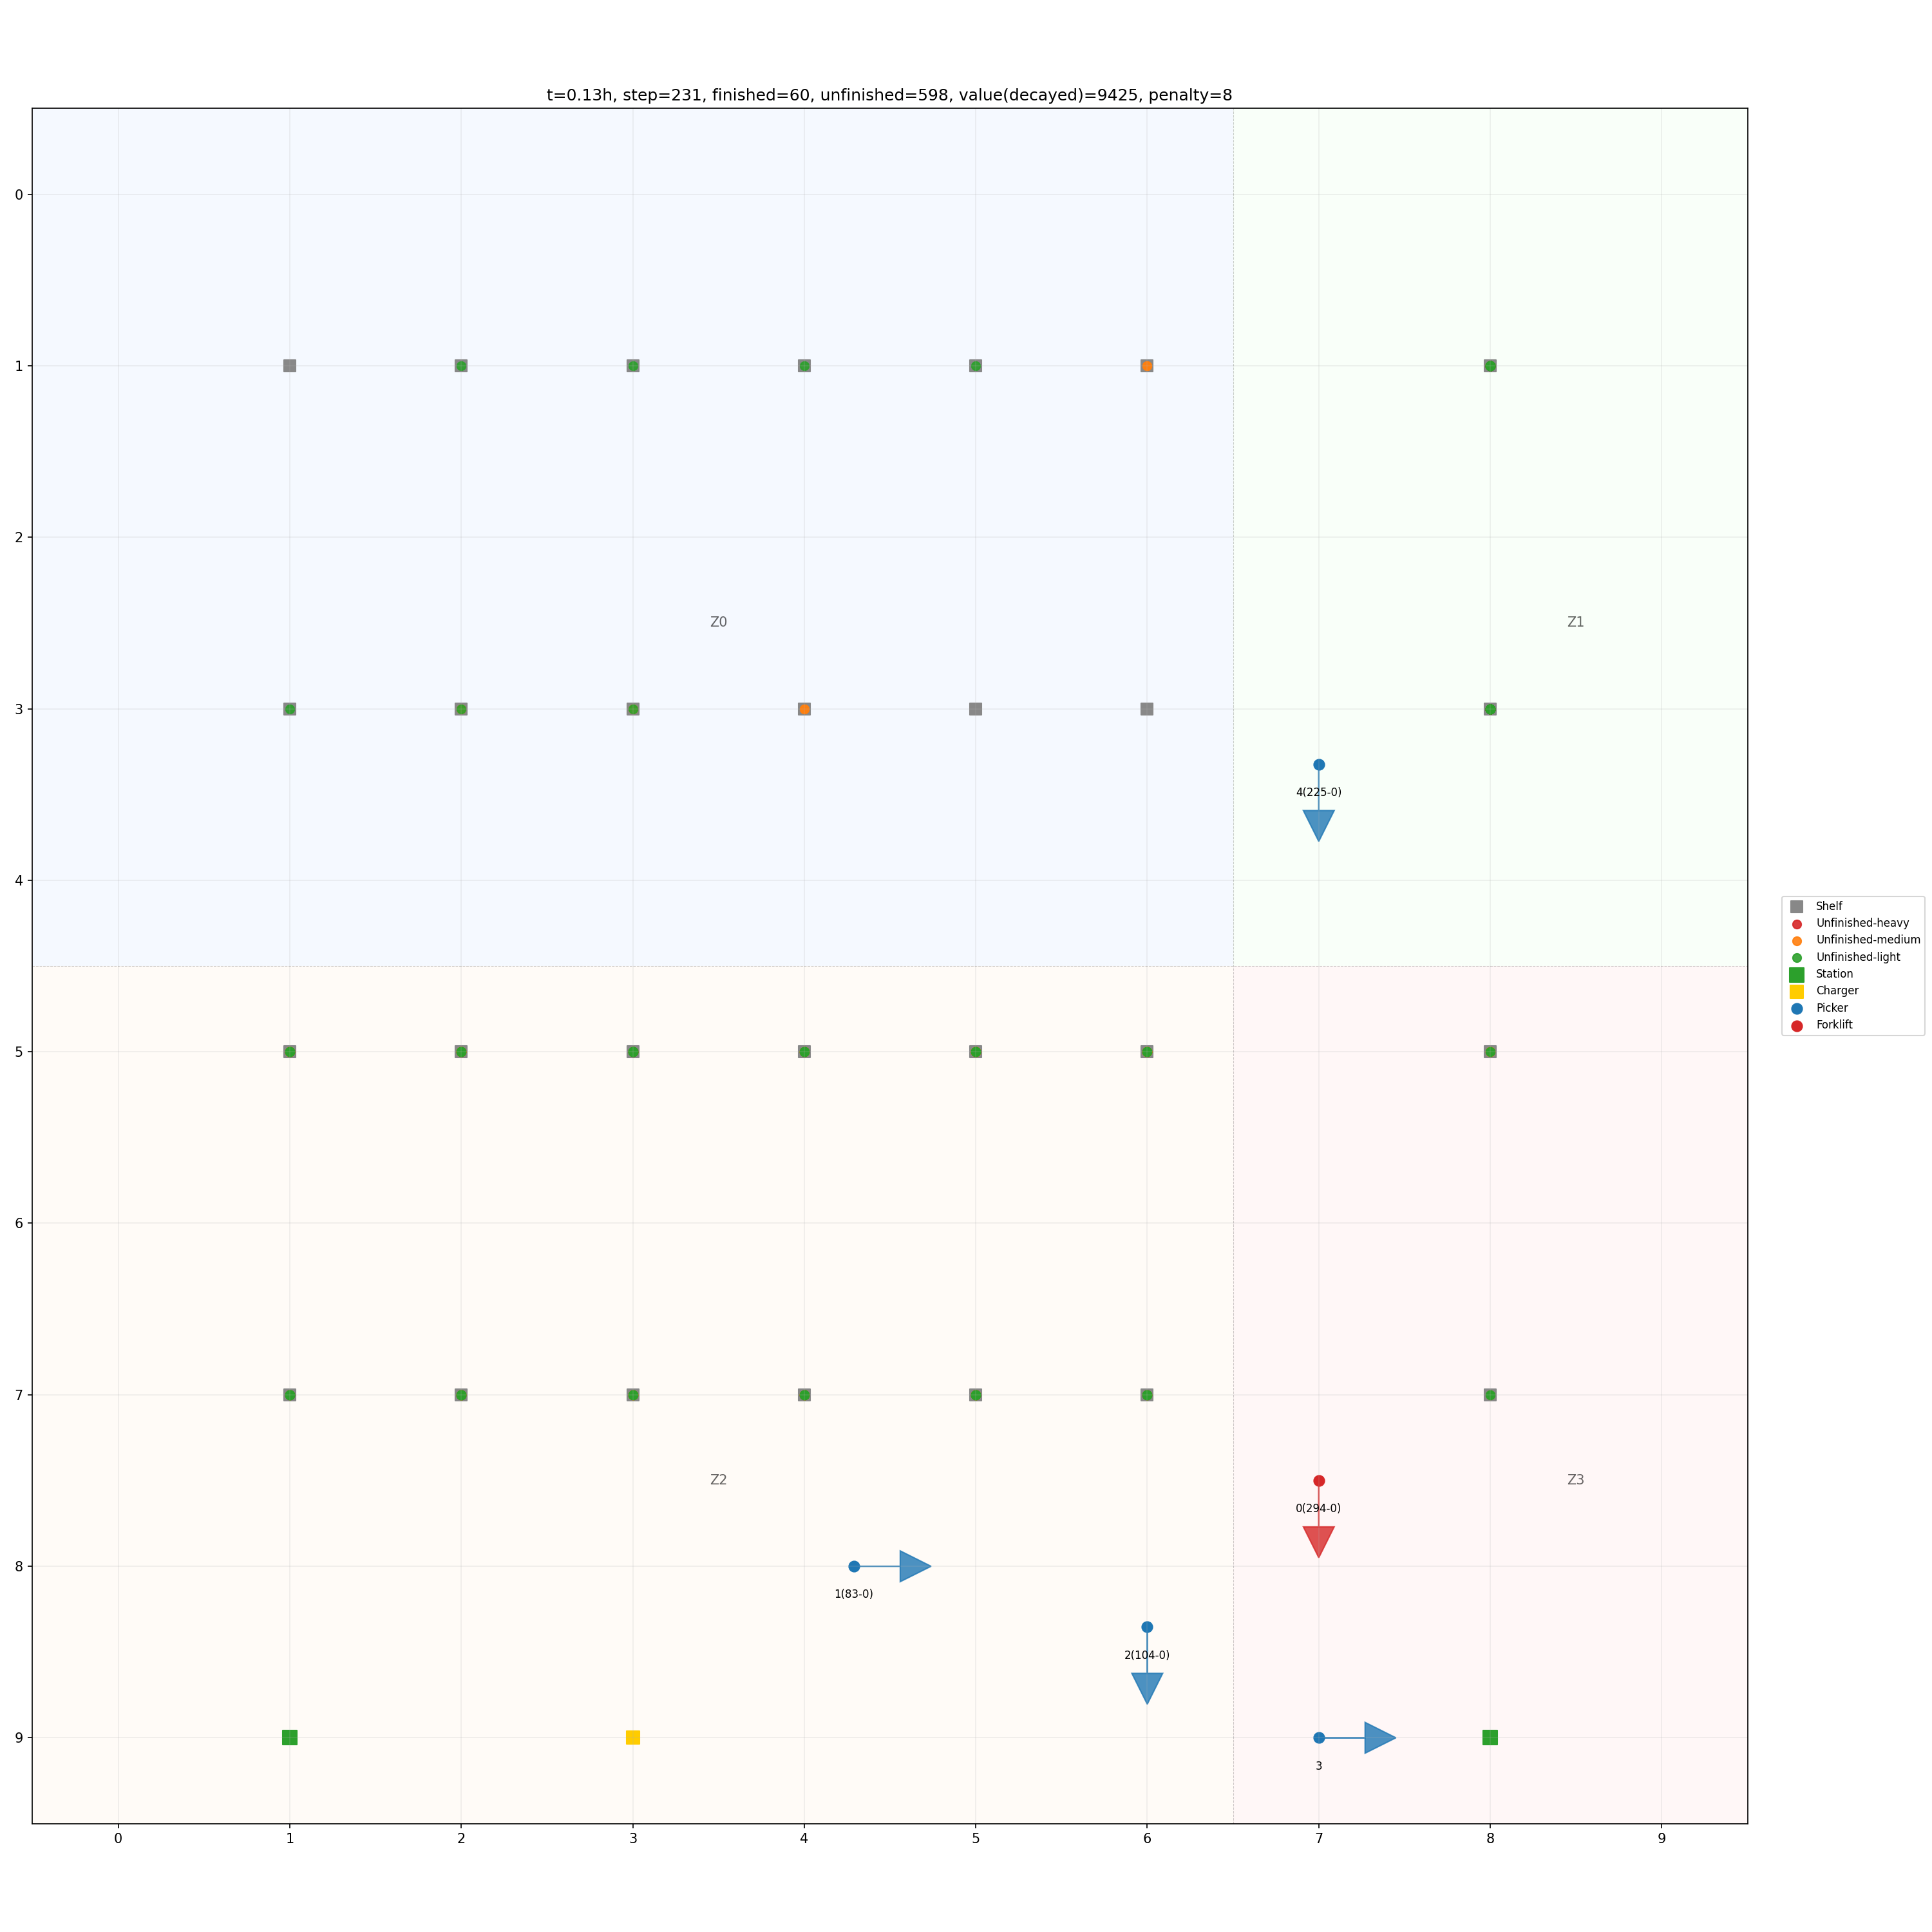 t=0.13h, step=231, finished=60, unfinished=598, value(decayed)=9425, penalty=8
0
1
2
Z0
Z1
3
4(225-0)
4
Shelf
Unfinished-heavy
Unfinished-medium
Unfinished-light
Station
Charger
Picker
Forklift
5
6
7
Z2
Z3
0(294-0)
8
1(83-0)
2(104-0)
9
3
0 1 2 3 4 5 6 7 8 9